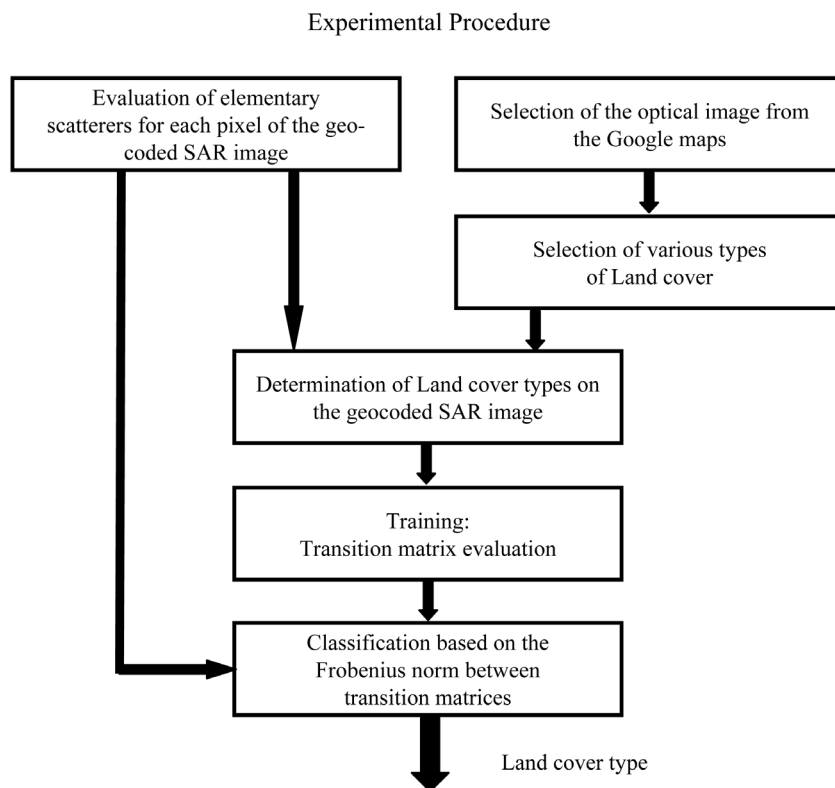 Experimental Procedure
Evaluation of elementary
scatterers for each pixel of the geo-
coded SAR image
Selection of the optical image from
the Google maps
Selection of various types
of Land cover
Determination of Land cover types on
the geocoded SAR image
Training:
Transition matrix evaluation
Classification based on the
Frobenius norm between
transition matrices
Land cover type